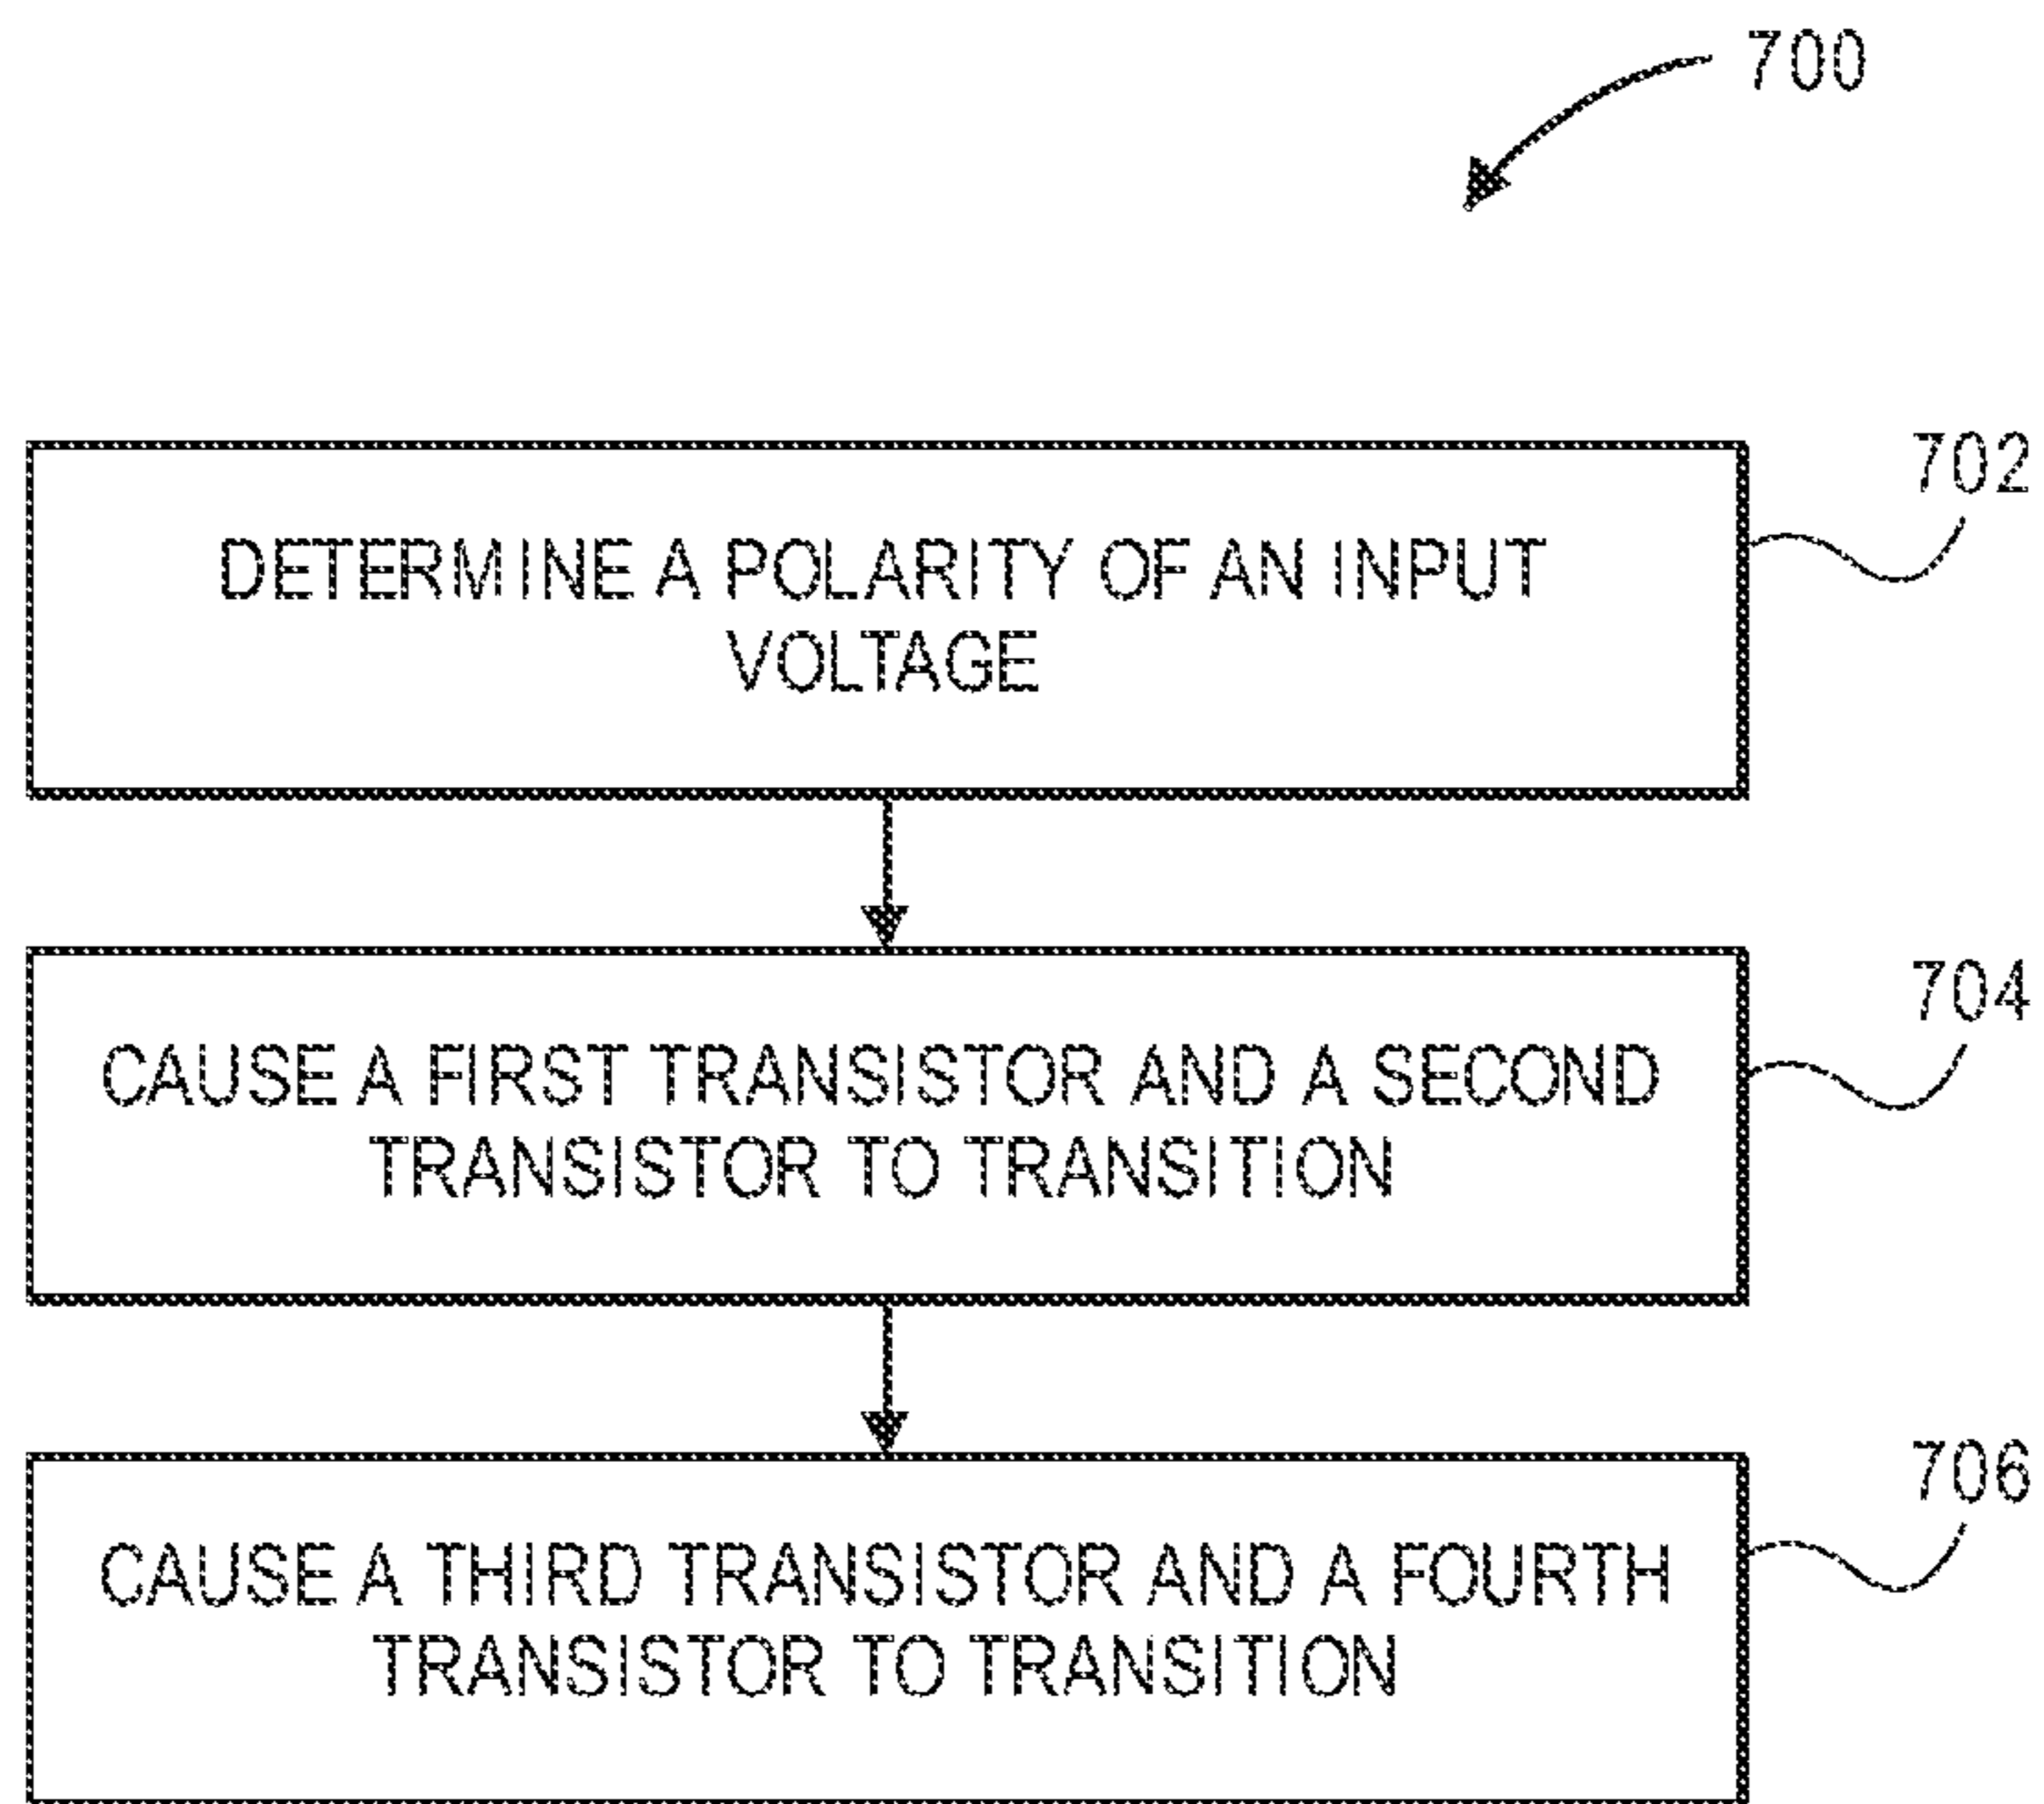 700
702
DETERMINE A POLARITY OF AN INPUT
VOLTAGE
704
CAUSE A FIRST TRANSISTOR AND A SECOND
TRANSISTOR TO TRANSITION
706
CAUSE A THIRD TRANSISTOR AND A FOURTH
TRANSISTOR TO TRANSITION